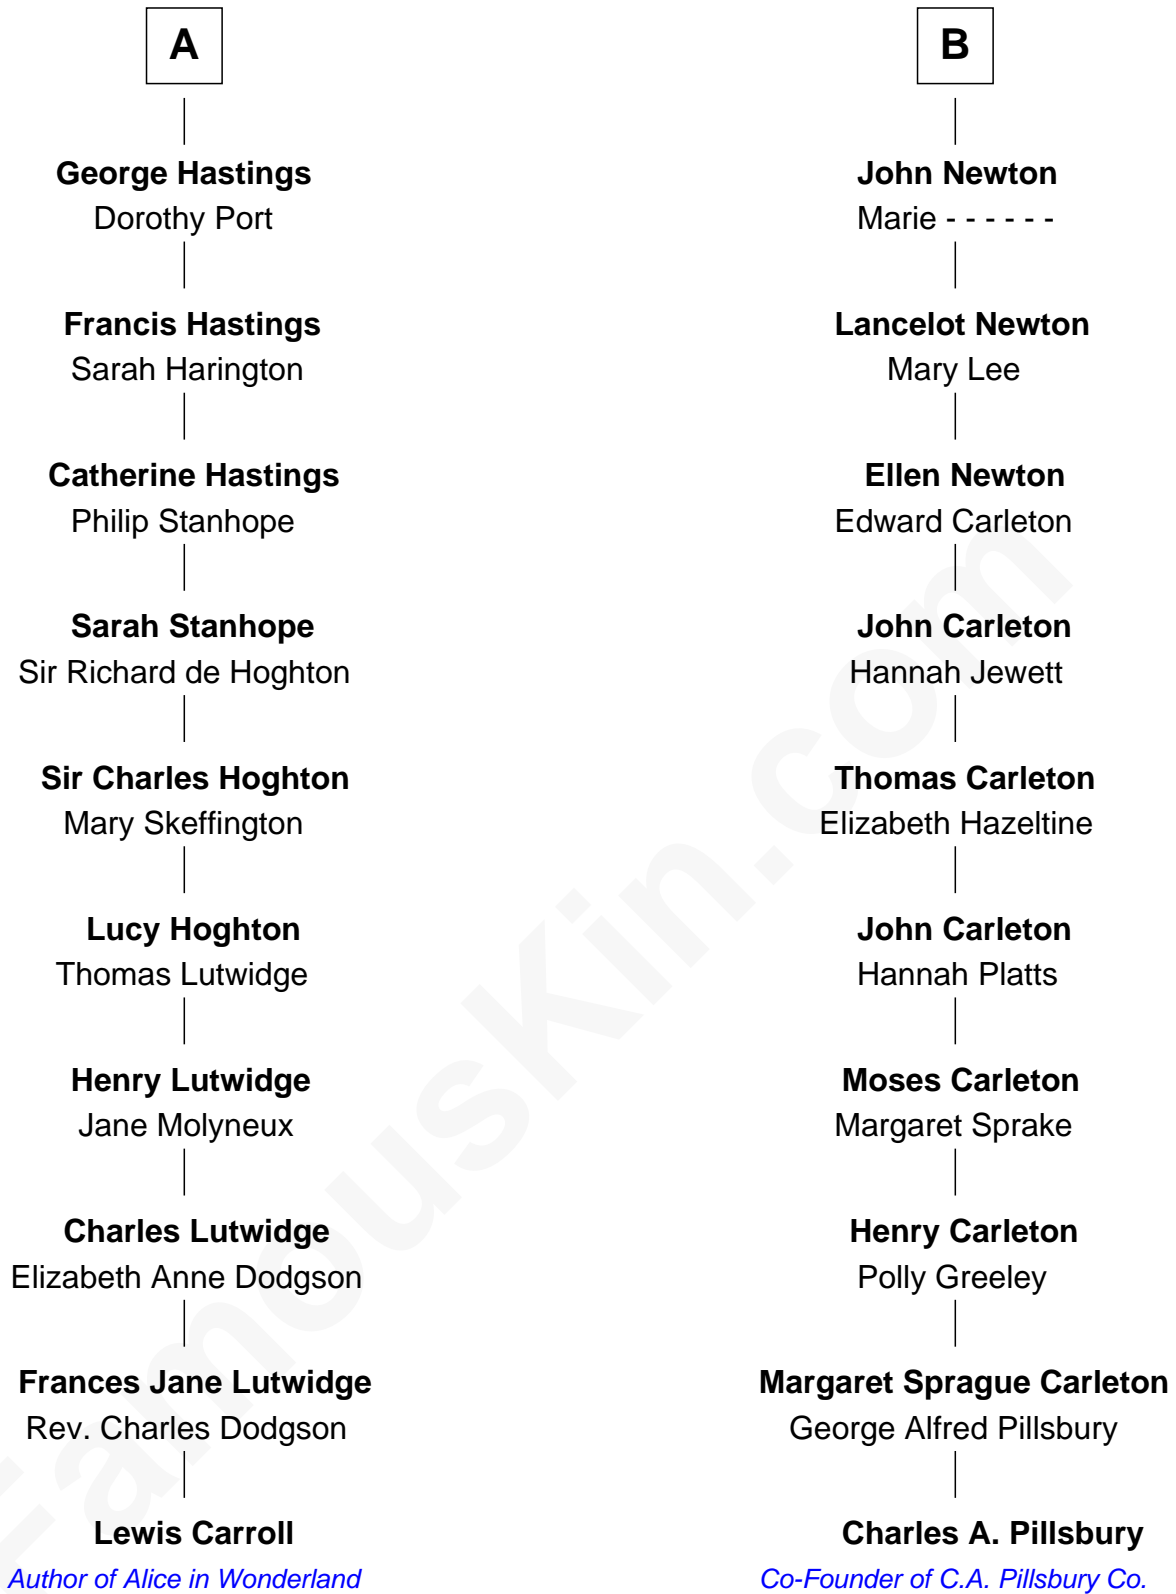 A
George Hastings
Dorothy Port
Francis Hastings
Sarah Harington
Catherine Hastings
Philip Stanhope
Sarah Stanhope
Sir Richard de Hoghton
Sir Charles Hoghton
Mary Skeffington
Lucy Hoghton
Thomas Lutwidge
Henry Lutwidge
Jane Molyneux
Charles Lutwidge
Elizabeth Anne Dodgson
Frances Jane Lutwidge
Rev. Charles Dodgson
Lewis Carroll
Author of Alice in Wonderland
B
John Newton
Marie - - - - - -
Lancelot Newton
Mary Lee
Ellen Newton
Edward Carleton
John Carleton
Hannah Jewett
Thomas Carleton
Elizabeth Hazeltine
John Carleton
Hannah Platts
Moses Carleton
Margaret Sprake
Henry Carleton
Polly Greeley
Margaret Sprague Carleton
George Alfred Pillsbury
Charles A. Pillsbury
Co-Founder of C.A. Pillsbury Co.
FamousKin.com